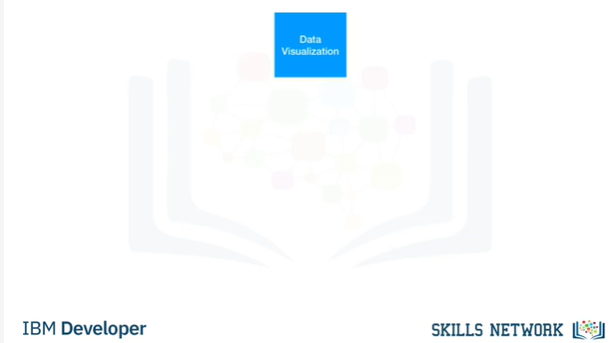 Data
Visualization
IBM Developer
SKILLS NETWORK